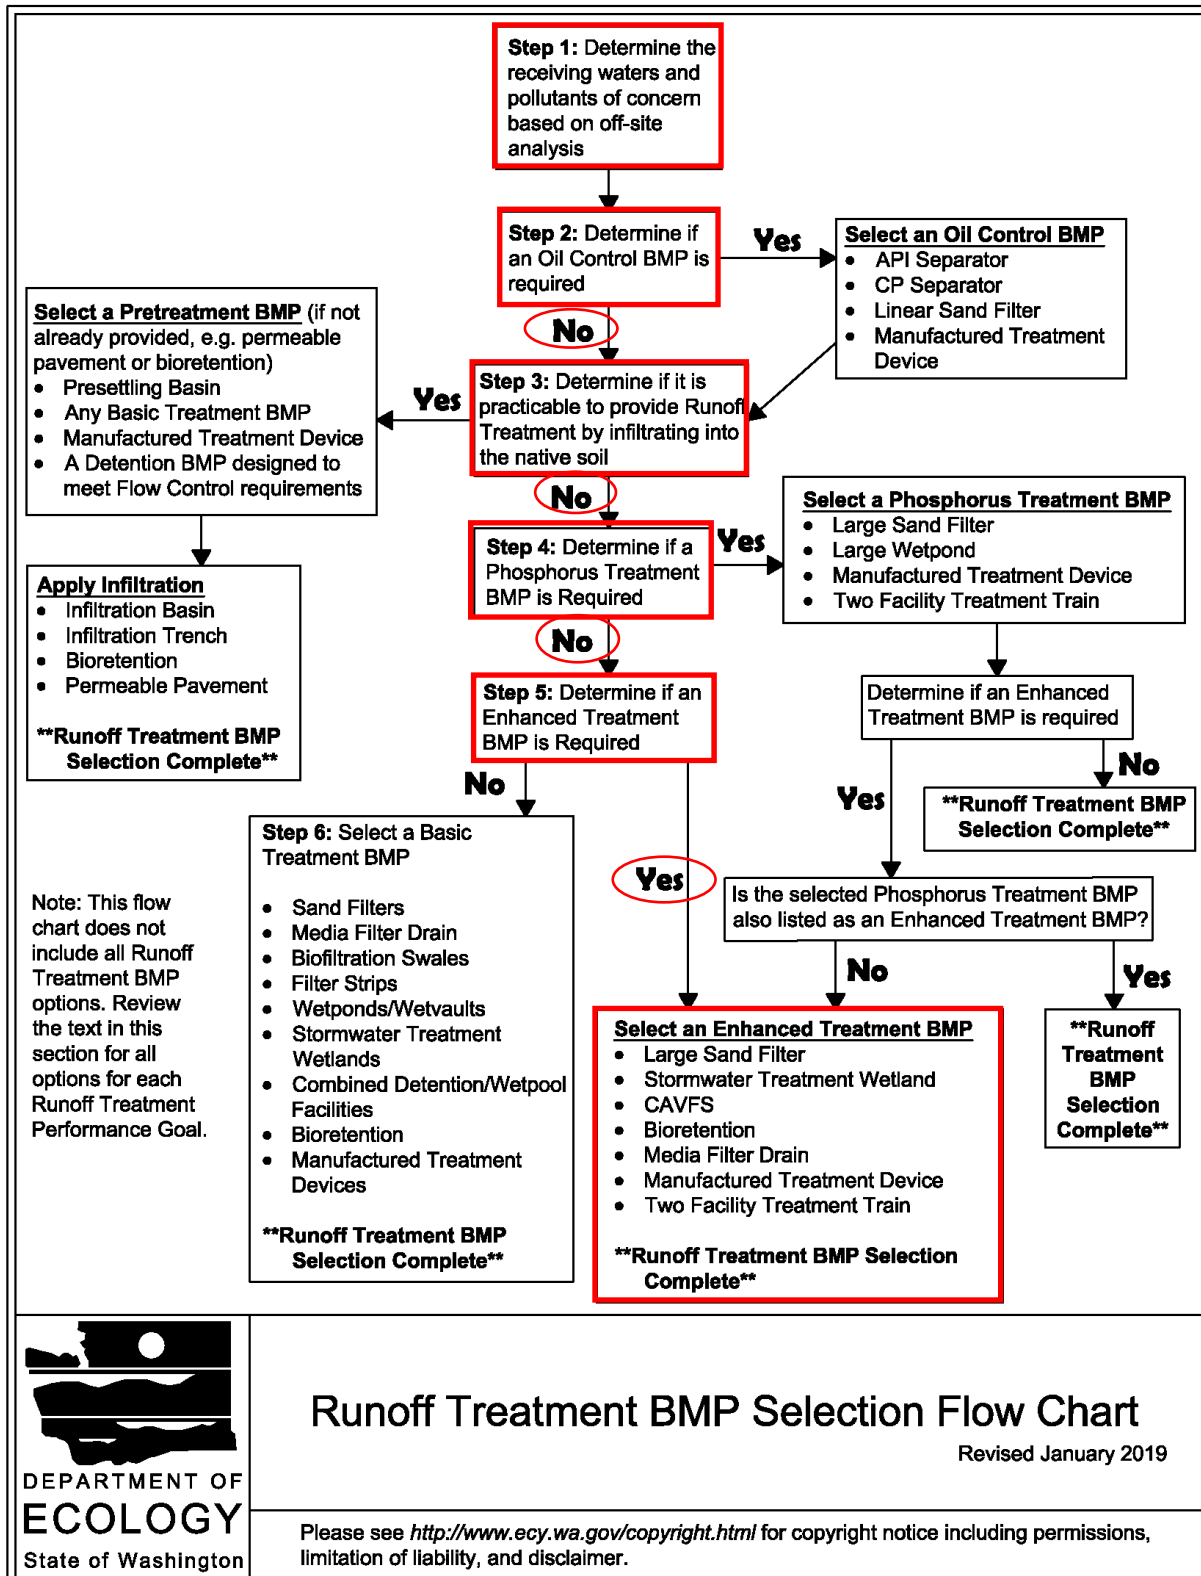 Step 1: Determine the
receiving waters and
pollutants of concern
based on off-site
analysis
Step 2: Determine if
an Oil Control BMP is
required
Yes
Select an Oil Control BMP
• API Separator
• CP Separator
• Linear Sand Filter
• Manufactured Treatment
Device
No
Select a Pretreatment BMP (if not
already provided, e.g. permeable
pavement or bioretention)
• Presettling Basin
• Any Basic Treatment BMP
• Manufactured Treatment Device
• A Detention BMP designed to
meet Flow Control requirements
Yes
Step 3: Determine if it is
practicable to provide Runoff
Treatment by infiltrating into
the native soil
No
Apply Infiltration
• Infiltration Basin
• Infiltration Trench
• Bioretention
• Permeable Pavement
**Runoff Treatment BMP
Selection Complete**
Step 4: Determine if a
Phosphorus Treatment
BMP is Required
Yes
Select a Phosphorus Treatment BMP
• Large Sand Filter
• Large Wetpond
• Manufactured Treatment Device
• Two Facility Treatment Train
No
Step 5: Determine if an
Enhanced Treatment
BMP is Required
Determine if an Enhanced
Treatment BMP is required
No
Yes
No
**Runoff Treatment BMP
Selection Complete**
Yes
Note: This flow
chart does not
include all Runoff
Treatment BMP
options. Review
the text in this
section for all
options for each
Runoff Treatment
Performance Goal.
Step 6: Select a Basic
Treatment BMP
• Sand Filters
• Media Filter Drain
• Biofiltration Swales
• Filter Strips
• Wetponds/Wetvaults
• Stormwater Treatment
Wetlands
• Combined Detention/Wetpool
Facilities
• Bioretention
• Manufactured Treatment
Devices
**Runoff Treatment BMP
Selection Complete**
Is the selected Phosphorus Treatment BMP
also listed as an Enhanced Treatment BMP?
No
Yes
Select an Enhanced Treatment BMP
• Large Sand Filter
• Stormwater Treatment Wetland
• CAVFS
• Bioretention
• Media Filter Drain
• Manufactured Treatment Device
• Two Facility Treatment Train
**Runoff Treatment BMP Selection
Complete**
**Runoff
Treatment
BMP
Selection
Complete**
DEPARTMENT OF
ECOLOGY
State of Washington
Runoff Treatment BMP Selection Flow Chart
Revised January 2019
Please see http://www.ecy.wa.gov/copyright.html for copyright notice including permissions,
limitation of liability, and disclaimer.